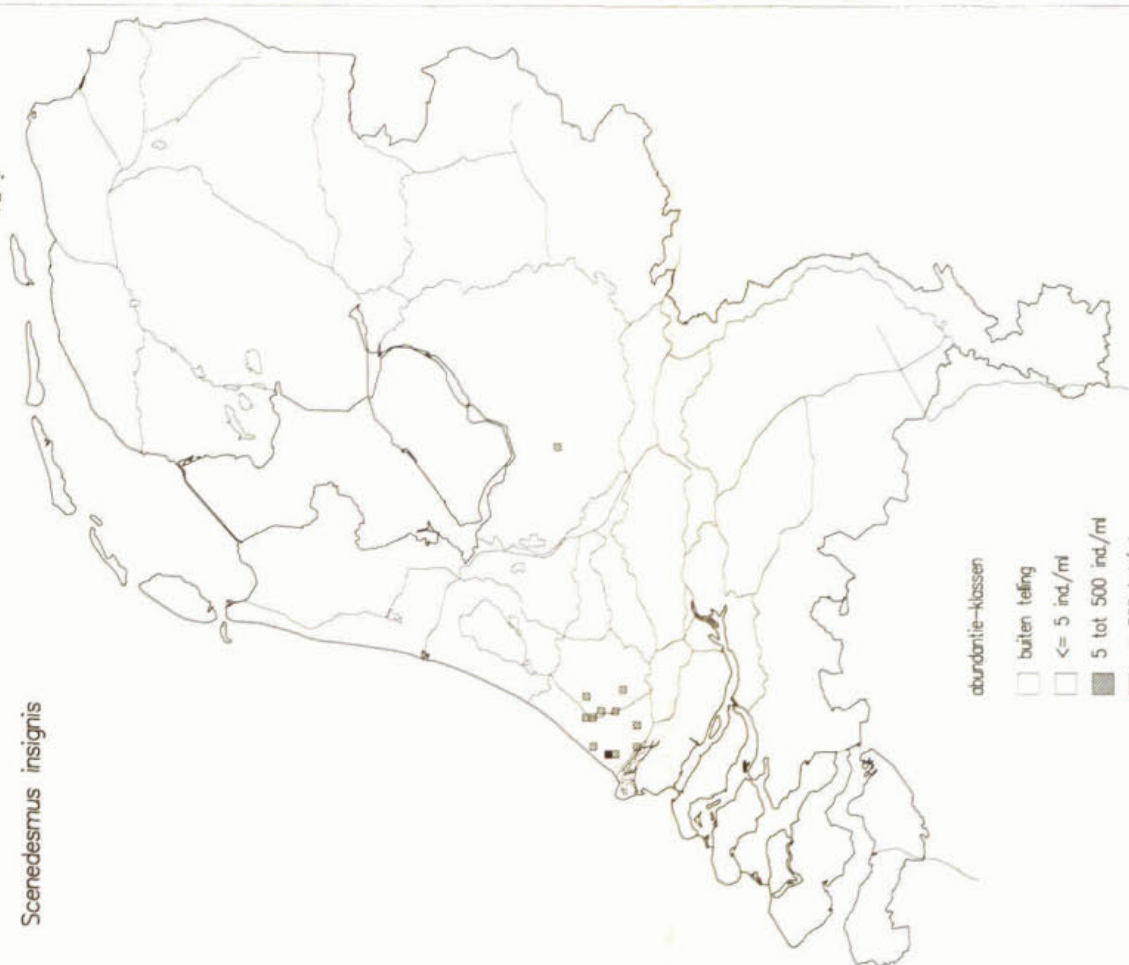 Scenedesmus insignis
abundantie-klassen
buiten telling
<= 5 ind./ml
5 tot 500 ind./ml